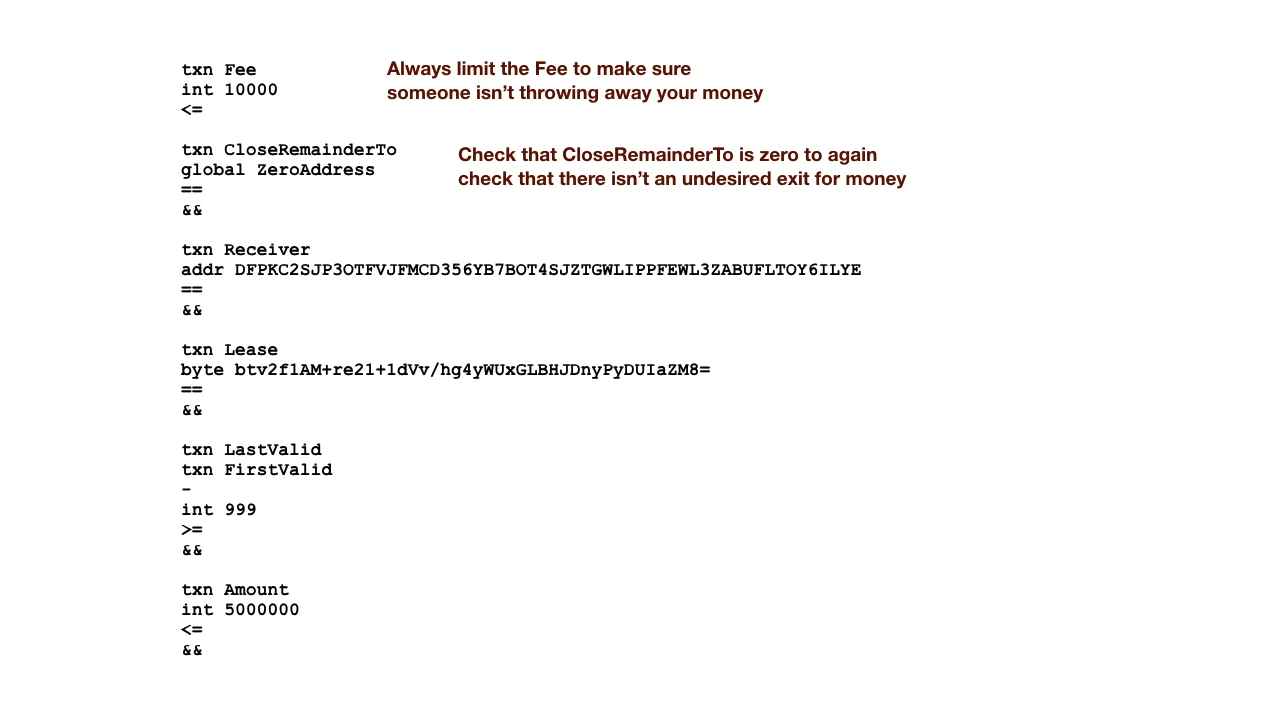 txn Fee
int 10000
<=
Always limit the Fee to make sure
someone isn’t throwing away your money
txn CloseRemainderTo
global ZeroAddress
==
&&
Check that CloseRemainderTo is zero to again
check that there isn’t an undesired exit for money
txn Receiver
addr DFPKC2SJP3OTFVJFMCD356YB7BOT4SJZTGWLIPPFEWL3ZABUFLTOY6ILYE
==
&&
txn Lease
byte btv2f1AM+re21+1dVv/hg4yWUxGLBHJDnyPyDUIaZM8=
==
&&
txn LastValid
txn FirstValid
-
int 999
>=
&&
txn Amount
int 5000000
<=
&&